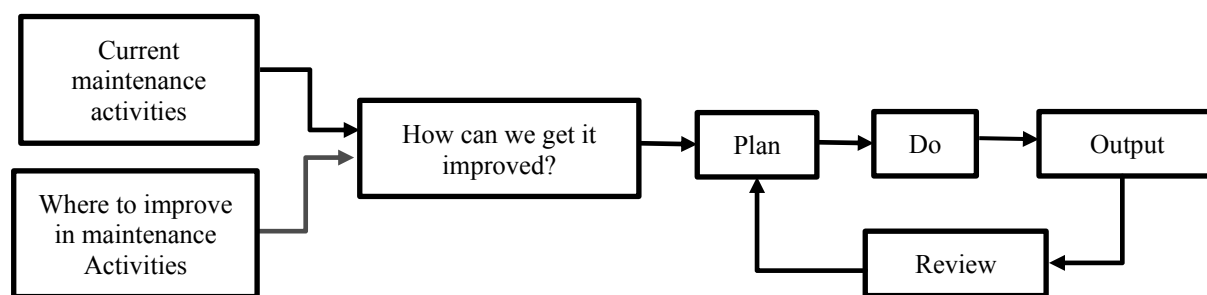 Current
maintenance
activities
Where to improve
in maintenance
Activities
How can we get it
improved?
Plan
Do
Output
Review